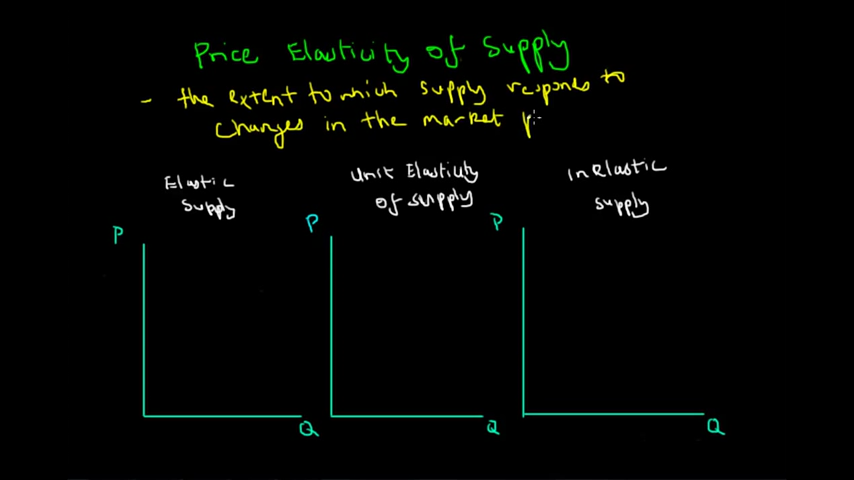 Price Elasticity of Supply
- the extent to which supply responds to
changes in the market p
Elastic
Supply
Unit Elasticity
of supply
inelastic
supply
P
P
P
Q
Q
Q